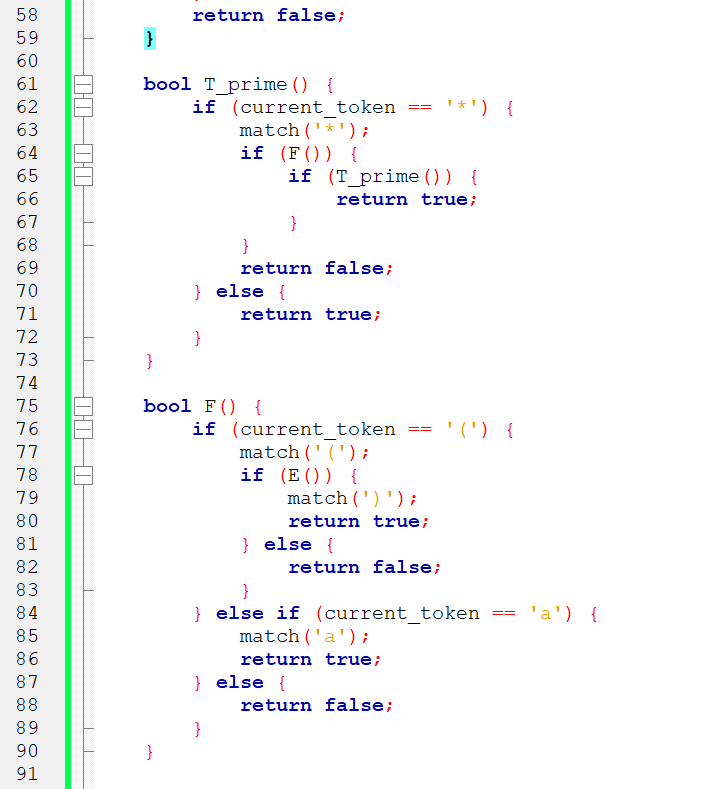 58         return false;
59     }
60
61     bool T_prime() {
62         if (current_token == '*') {
63             match('*');
64             if (F()) {
65                 if (T_prime()) {
66                     return true;
67                 }
68             }
69             return false;
70         } else {
71             return true;
72         }
73     }
74
75     bool F() {
76         if (current_token == '(') {
77             match('(');
78             if (E()) {
79                 match(')');
80                 return true;
81             } else {
82                 return false;
83             }
84         } else if (current_token == 'a') {
85             match('a');
86             return true;
87         } else {
88             return false;
89         }
90     }
91